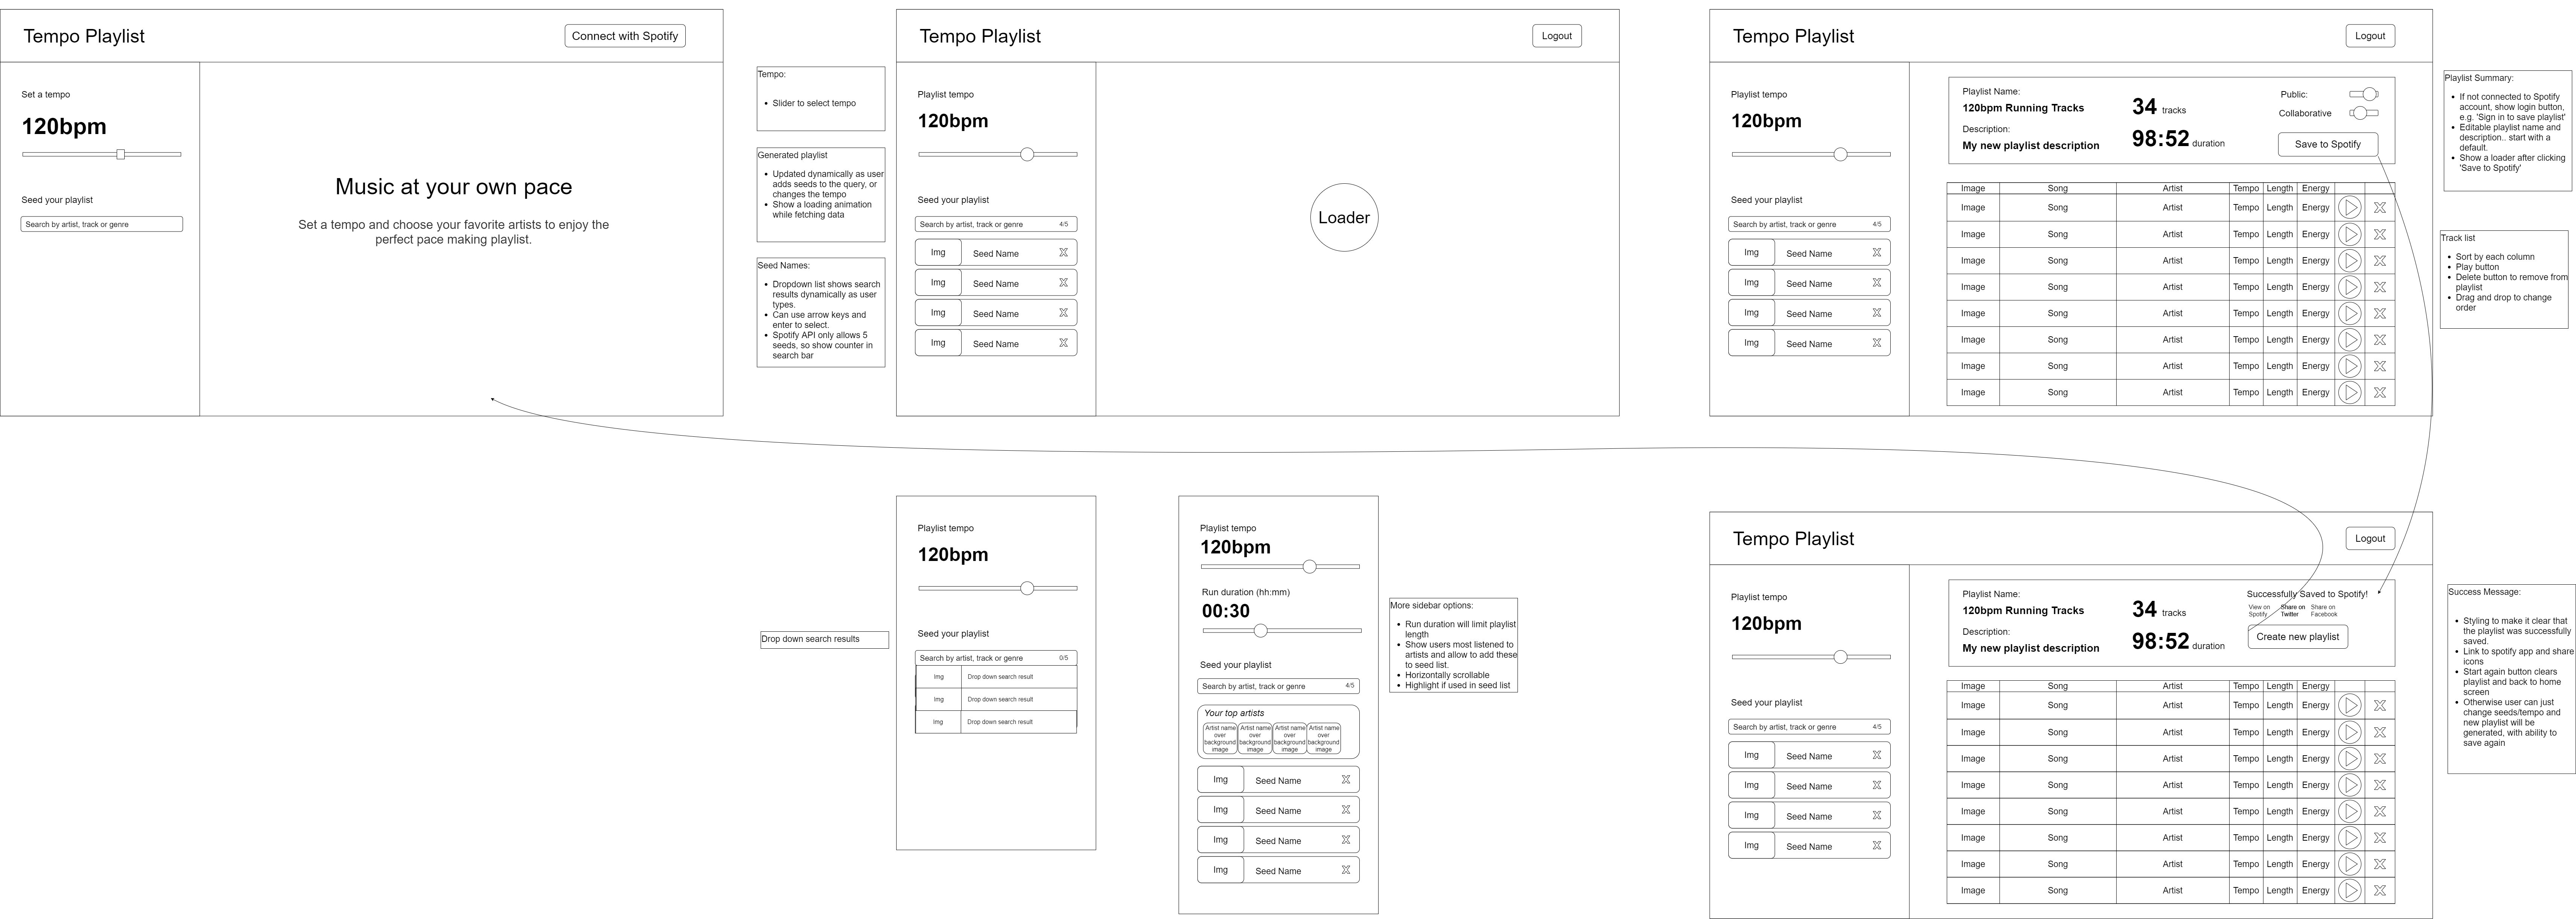 Tempo Playlist
Connect with Spotify
Set a tempo
120bpm
Seed your playlist
Search by artist, track or genre
Music at your own pace
Set a tempo and choose your favorite artists to enjoy the
perfect pace making playlist.
Tempo:
• Slider to select tempo
Generated playlist
• Updated dynamically as user
adds seeds to the query, or
changes the tempo
• Show a loading animation
while fetching data
Seed Names:
• Dropdown list shows search
results dynamically as user
types.
• Can use arrow keys and
enter to select.
• Spotify API only allows 5
seeds, so show counter in
search bar
Tempo Playlist
Logout
Playlist tempo
120bpm
Seed your playlist
Search by artist, track or genre 4/5
Img Seed Name X
Img Seed Name X
Img Seed Name X
Img Seed Name X
Loader
Tempo Playlist
Logout
Playlist tempo
120bpm
Seed your playlist
Search by artist, track or genre 4/5
Img Seed Name X
Img Seed Name X
Img Seed Name X
Img Seed Name X
Playlist Name:
120bpm Running Tracks
Description:
My new playlist description
34 tracks
98:52 duration
Public:
Collaborative
Save to Spotify
Image Song Artist Tempo Length Energy
Image Song Artist Tempo Length Energy X
Image Song Artist Tempo Length Energy X
Image Song Artist Tempo Length Energy X
Image Song Artist Tempo Length Energy X
Image Song Artist Tempo Length Energy X
Image Song Artist Tempo Length Energy X
Image Song Artist Tempo Length Energy X
Image Song Artist Tempo Length Energy X
Playlist Summary:
• If not connected to Spotify
account, show login button,
e.g. 'Sign in to save playlist'
• Editable playlist name and
description.. start with a
default.
• Show a loader after clicking
'Save to Spotify'
Track list
• Sort by each column
• Play button
• Delete button to remove from
playlist
• Drag and drop to change
order
Drop down search results
Playlist tempo
120bpm
Seed your playlist
Search by artist, track or genre 0/5
Img Drop down search result
Img Drop down search result
Img Drop down search result
Playlist tempo
120bpm
Run duration (hh:mm)
00:30
Seed your playlist
Search by artist, track or genre 4/5
Your top artists
Artist name Artist name Artist name Artist name
over over over over
background background background background
image image image image
Img Seed Name X
Img Seed Name X
Img Seed Name X
Img Seed Name X
More sidebar options:
• Run duration will limit playlist
length
• Show users most listened to
artists and allow to add these
to seed list.
• Horizontally scrollable
• Highlight if used in seed list
Tempo Playlist
Logout
Playlist tempo
120bpm
Seed your playlist
Search by artist, track or genre 4/5
Img Seed Name X
Img Seed Name X
Img Seed Name X
Img Seed Name X
Playlist Name:
120bpm Running Tracks
Description:
My new playlist description
34 tracks
98:52 duration
Successfully Saved to Spotify!
View on Share on Share on
Spotify Twitter Facebook
Create new playlist
Image Song Artist Tempo Length Energy
Image Song Artist Tempo Length Energy X
Image Song Artist Tempo Length Energy X
Image Song Artist Tempo Length Energy X
Image Song Artist Tempo Length Energy X
Image Song Artist Tempo Length Energy X
Image Song Artist Tempo Length Energy X
Image Song Artist Tempo Length Energy X
Image Song Artist Tempo Length Energy X
Success Message:
• Styling to make it clear that
the playlist was successfully
saved.
• Link to spotify app and share
icons
• Start again button clears
playlist and back to home
screen
• Otherwise user can just
change seeds/tempo and
new playlist will be
generated, with ability to
save again